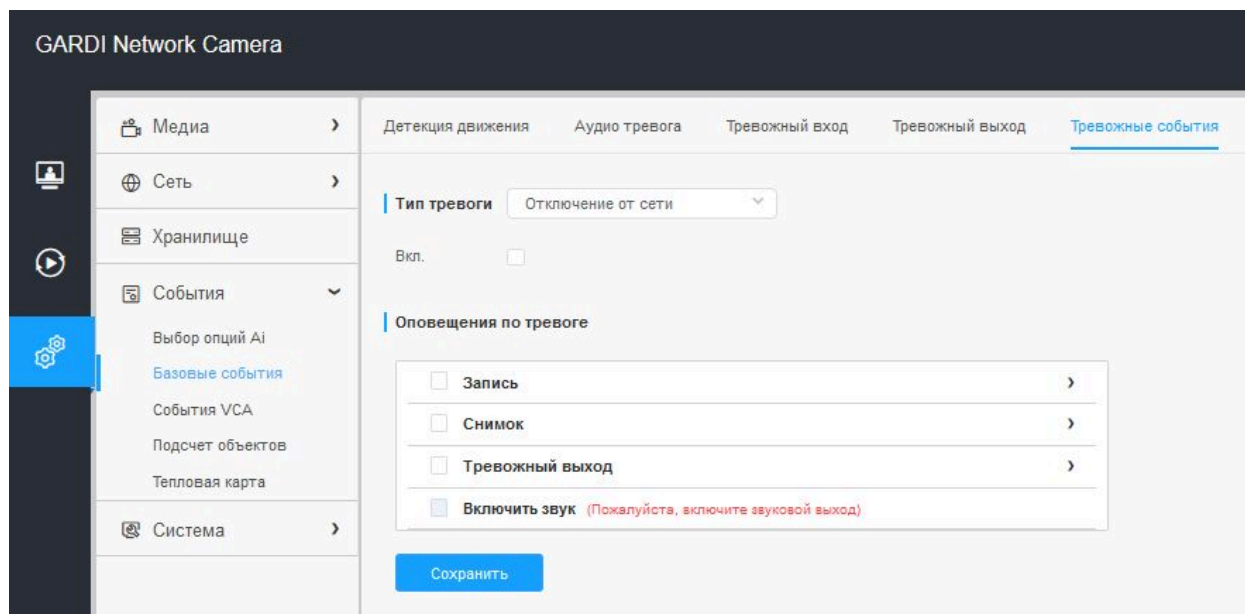 GARDI Network Camera
Медиа
Сеть
Хранилище
События
Выбор опций Ai
Базовые события
События VCA
Подсчет объектов
Тепловая карта
Система
Детекция движения Аудио тревога Тревожный вход Тревожный выход Тревожные события
Тип тревоги Отключение от сети
Вкл.
Оповещения по тревоге
Запись
Снимок
Тревожный выход
Включить звук (Пожалуйста, включите звуковой выход)
Сохранить